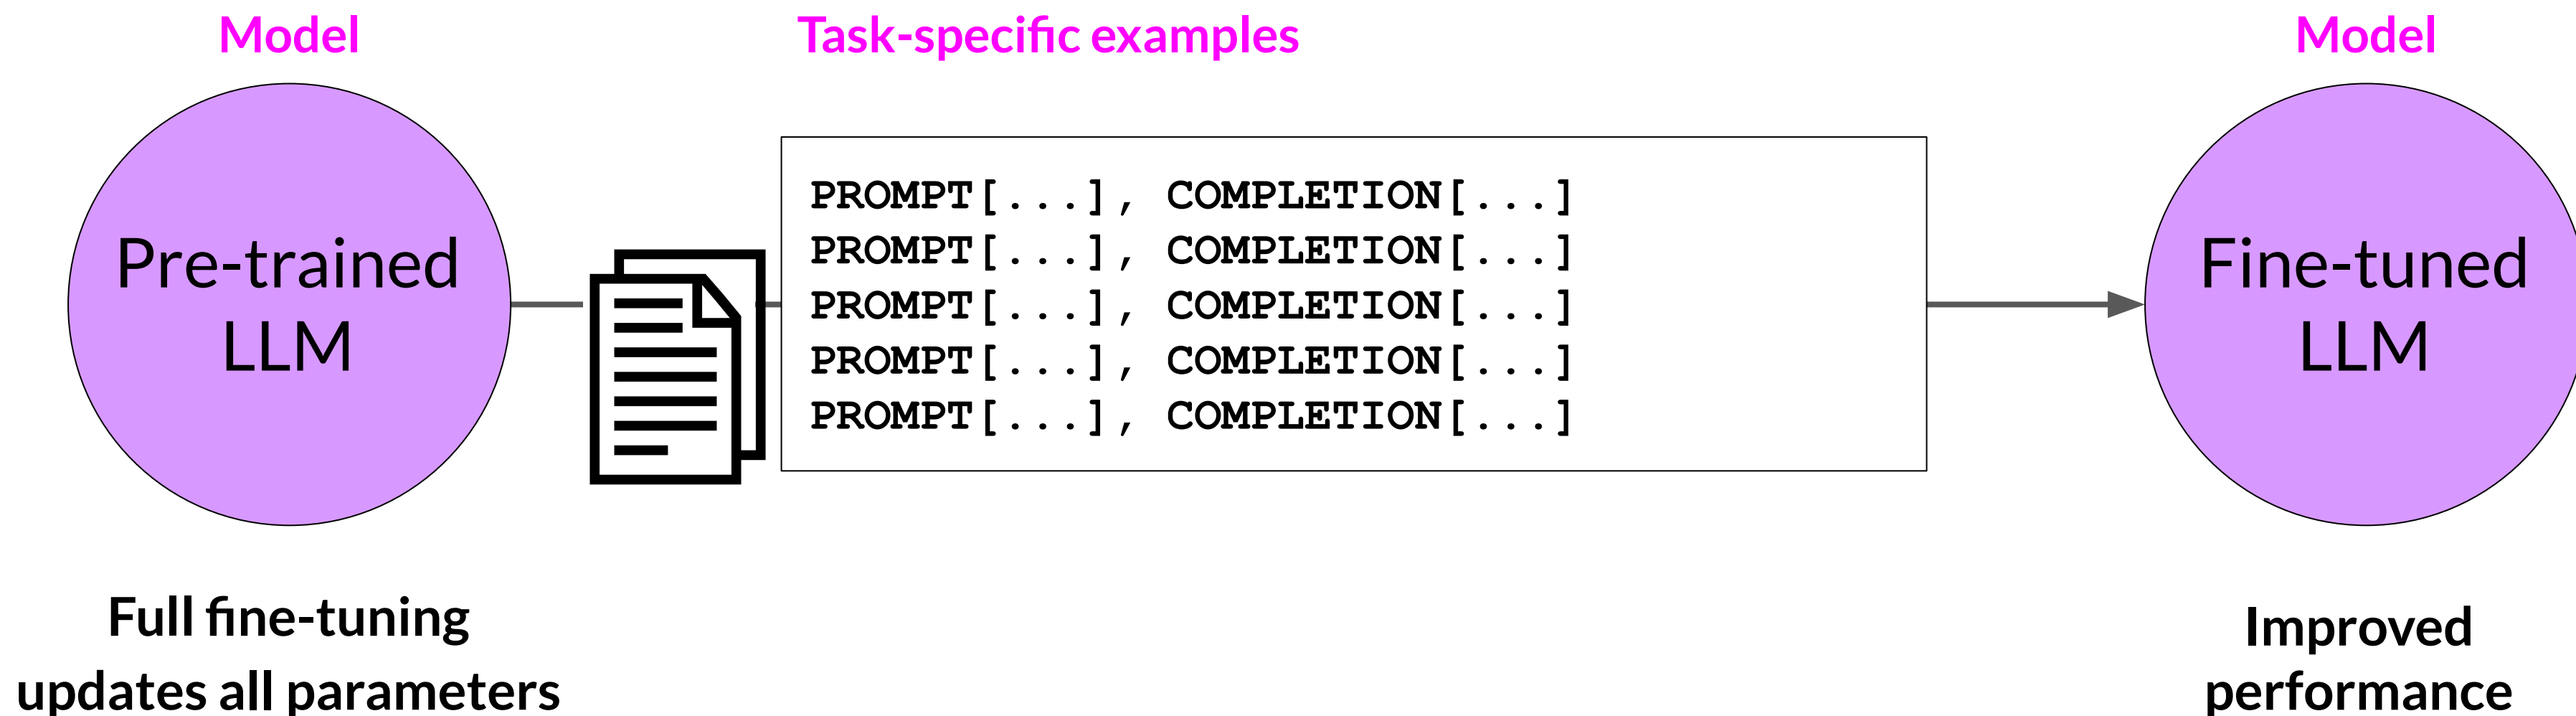 Model
Task-specific examples
Model
Pre-trained
LLM
PROMPT[...], COMPLETION[...]
PROMPT[...], COMPLETION[...]
PROMPT[...], COMPLETION[...]
PROMPT[...], COMPLETION[...]
PROMPT[...], COMPLETION[...]
Fine-tuned
LLM
Full fine-tuning
updates all parameters
Improved
performance